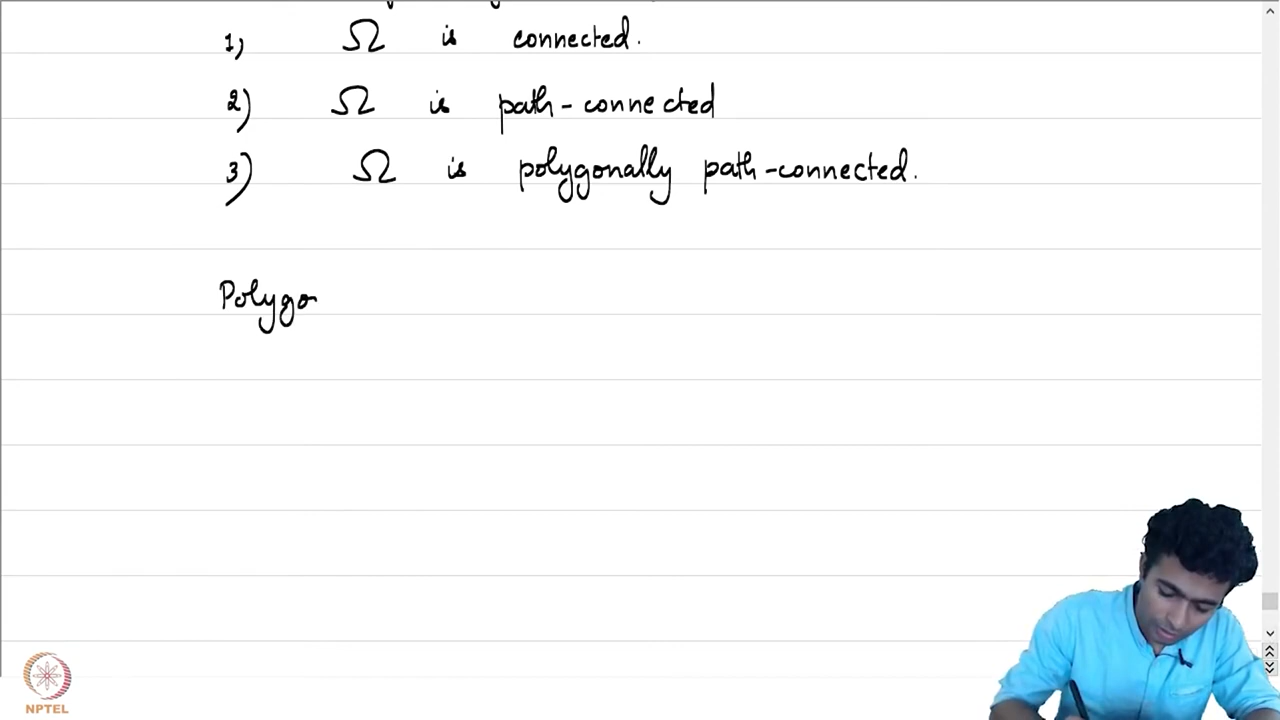 1) Ω is connected.
2) Ω is path-connected
3) Ω is polygonally path-connected.
Polygo
NPTEL